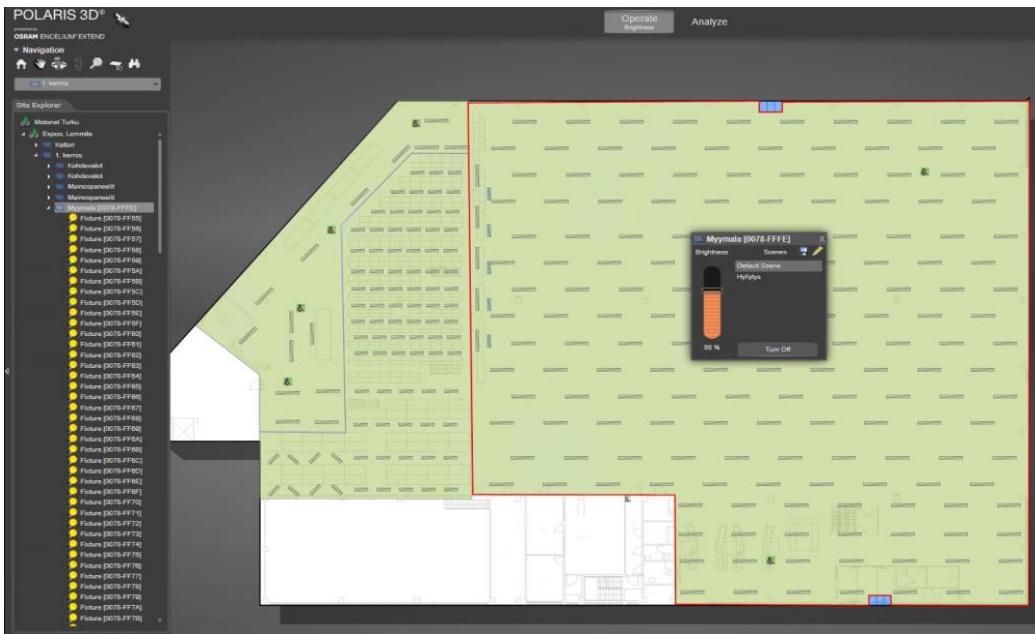 POLARIS 3D®
powered by
OSRAM ENCELIUM® EXTEND
Navigation
1. kerros
Operate
Brightness
Analyze
Site Explorer
Motonet Turku
Espoo, Lommila
Kellari
1. kerros
Kohdevalot
Kohdevalot
Mainospaneelit
Mainospaneelit
Myymala [0078-FFFE]
Fixture [0078-FF55]
Fixture [0078-FF56]
Fixture [0078-FF57]
Fixture [0078-FF58]
Fixture [0078-FF59]
Fixture [0078-FF5A]
Fixture [0078-FF5B]
Fixture [0078-FF5C]
Fixture [0078-FF5D]
Fixture [0078-FF5E]
Fixture [0078-FF5F]
Fixture [0078-FF60]
Fixture [0078-FF61]
Fixture [0078-FF62]
Fixture [0078-FF63]
Fixture [0078-FF64]
Fixture [0078-FF65]
Fixture [0078-FF66]
Fixture [0078-FF67]
Fixture [0078-FF68]
Fixture [0078-FF69]
Fixture [0078-FF6A]
Fixture [0078-FF6B]
Fixture [0078-FF6C]
Fixture [0078-FF6D]
Fixture [0078-FF6E]
Fixture [0078-FF6F]
Fixture [0078-FF70]
Fixture [0078-FF71]
Fixture [0078-FF72]
Fixture [0078-FF73]
Fixture [0078-FF74]
Fixture [0078-FF75]
Fixture [0078-FF76]
Fixture [0078-FF77]
Fixture [0078-FF78]
Fixture [0078-FF79]
Fixture [0078-FF7A]
Fixture [0078-FF7B]
Myymala [0078-FFFE]
X
Brightness
Scenes
Default Scene
Hyllytys
65 %
Turn Off